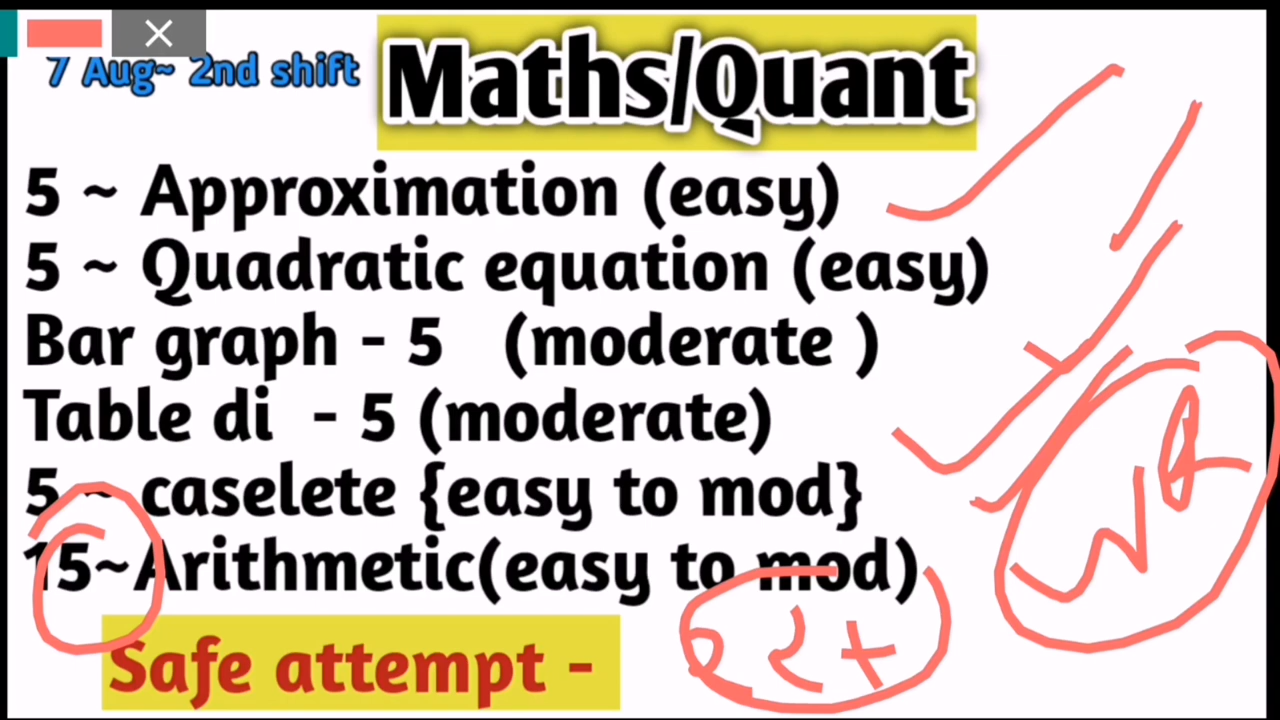 7 Aug~ 2nd shift
Maths/Quant
5 ~ Approximation (easy)
5 ~ Quadratic equation (easy)
Bar graph - 5 (moderate )
Table di - 5 (moderate)
5 ~ caselete {easy to mod}
15~Arithmetic(easy to mod)
Safe attempt -